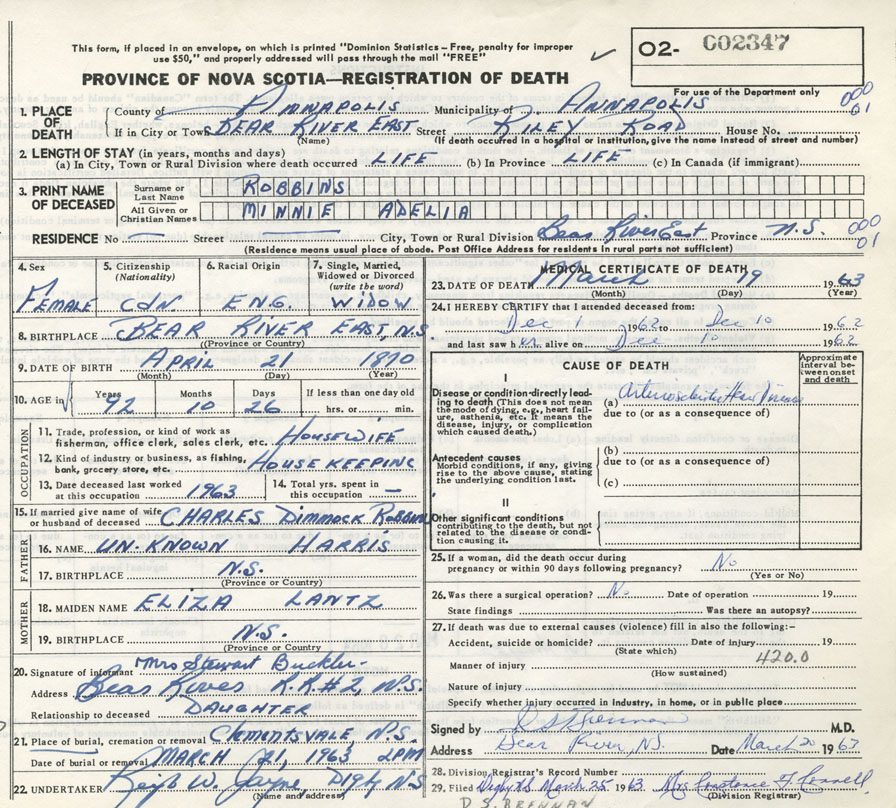 This form, if placed in an envelope, on which is printed "Dominion Statistics – Free, penalty for improper
use $50," and properly addressed will pass through the mail "FREE"
O2- 002347
For use of the Department only
PROVINCE OF NOVA SCOTIA—REGISTRATION OF DEATH
1. PLACE OF DEATH
County of ANNAPOLIS Municipality of ANNAPOLIS 000
If in City or Town BEAR RIVER EAST Street RILEY ROAD House No. 01
(Name) (If death occurred in a hospital or institution, give the name instead of street and number)
2. LENGTH OF STAY (in years, months and days)
(a) In City, Town or Rural Division where death occurred LIFE (b) In Province LIFE (c) In Canada (if immigrant)
3. PRINT NAME OF DECEASED
Surname or Last Name ROBBINS
All Given or Christian Names MINNIE ADELIA
RESIDENCE No — Street — City, Town or Rural Division Bear River East Province N.S. 000 01
(Residence means usual place of abode. Post Office Address for residents in rural parts not sufficient)
4. Sex FEMALE
5. Citizenship (Nationality) CDN
6. Racial Origin ENG.
7. Single, Married, Widowed or Divorced (write the word) WIDOW
8. BIRTHPLACE BEAR RIVER EAST, N.S.
(Province or Country)
9. DATE OF BIRTH APRIL 21 1870
(Month) (Day) (Year)
10. AGE in Years 92 Months 10 Days 26 If less than one day old hrs. or min.
OCCUPATION
11. Trade, profession, or kind of work as fisherman, office clerk, sales clerk, etc. HOUSEWIFE
12. Kind of industry or business, as fishing, bank, grocery store, etc. HOUSE KEEPING
13. Date deceased last worked at this occupation 1963
14. Total yrs. spent in this occupation —
15. If married give name of wife or husband of deceased CHARLES DIMMOCK ROBBINS
FATHER
16. NAME UN-KNOWN HARRIS
17. BIRTHPLACE N.S.
(Province or Country)
MOTHER
18. MAIDEN NAME ELIZA LANTZ
19. BIRTHPLACE N.S.
(Province or Country)
20. Signature of informant Mrs Stewart Buckler
Address Bear River R.R.#2, N.S.
Relationship to deceased DAUGHTER
21. Place of burial, cremation or removal Clementsvale N.S.
Date of burial or removal MARCH 21, 1963 2PM
22. UNDERTAKER W. Jayne, Digby N.S.
(Name and address)
MEDICAL CERTIFICATE OF DEATH
23. DATE OF DEATH March 19 1963
(Month) (Day) (Year)
24. I HEREBY CERTIFY that I attended deceased from:
Dec 1 1962 to Dec 10 1962
and last saw h alive on Dec 10 1962
CAUSE OF DEATH
Approximate interval between onset and death
I
Disease or condition directly leading to death (This does not mean the mode of dying, e.g., heart failure, asthenia, etc. It means the disease, injury, or complication which caused death.)
(a) Arteriosclerotic Heart Disease
due to (or as a consequence of)
Antecedent causes
Morbid conditions, if any, giving rise to the above cause, stating the underlying condition last.
(b)
due to (or as a consequence of)
(c)
II
Other significant conditions contributing to the death, but not related to the disease or condition causing it.
25. If a woman, did the death occur during pregnancy or within 90 days following pregnancy? No
(Yes or No)
26. Was there a surgical operation? No Date of operation 19
State findings Was there an autopsy?
27. If death was due to external causes (violence) fill in also the following:–
Accident, suicide or homicide? Date of injury 19
(State which)
Manner of injury 420.0
(How sustained)
Nature of injury
Specify whether injury occurred in industry, in home, or in public place
Signed by D S Brennan M.D.
Address Bear River, N.S. Date March 20 1963
28. Division Registrar's Record Number
29. Filed Digby NS March 25 1963 Mrs Constance F Connell
(Division Registrar)
D. S. BRENNAN